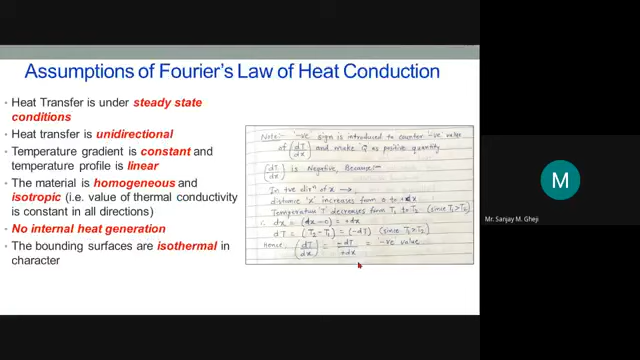 Assumptions of Fourier's Law of Heat Conduction
• Heat Transfer is under steady state
conditions
• Heat transfer is unidirectional
• Temperature gradient is constant and
temperature profile is linear
• The material is homogeneous and
isotropic (i.e. value of thermal conductivity
is constant in all directions)
• No internal heat generation
• The bounding surfaces are isothermal in
character
Note:- '-ve' sign is introduced to counter -ve value
of (dT/dx) and make 'Q' as positive quantity
(dT/dx) is Negative, Because:-
In +ve dirⁿ of x →
distance 'x' increases from 0 to +dx
Temperature 'T' decreases from T₁ to T₂ (since T₁>T₂)
∴ dx = (dx-0) = +dx
dT = (T₂-T₁) = (-dT) (since T₁>T₂)
Hence, (dT/dx) = -dT/+dx = -ve value
M
Mr. Sanjay M. Gheji